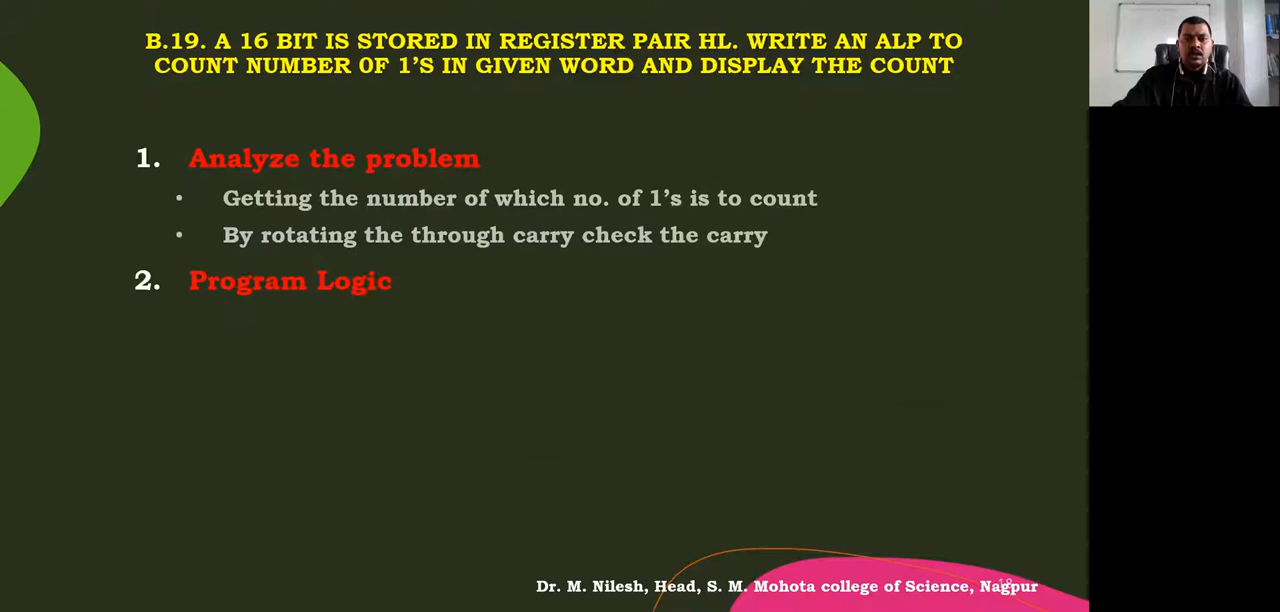 B.19. A 16 BIT IS STORED IN REGISTER PAIR HL. WRITE AN ALP TO
COUNT NUMBER 0F 1'S IN GIVEN WORD AND DISPLAY THE COUNT
1. Analyze the problem
• Getting the number of which no. of 1's is to count
• By rotating the through carry check the carry
2. Program Logic
Dr. M. Nilesh, Head, S. M. Mohota college of Science, Nagpur